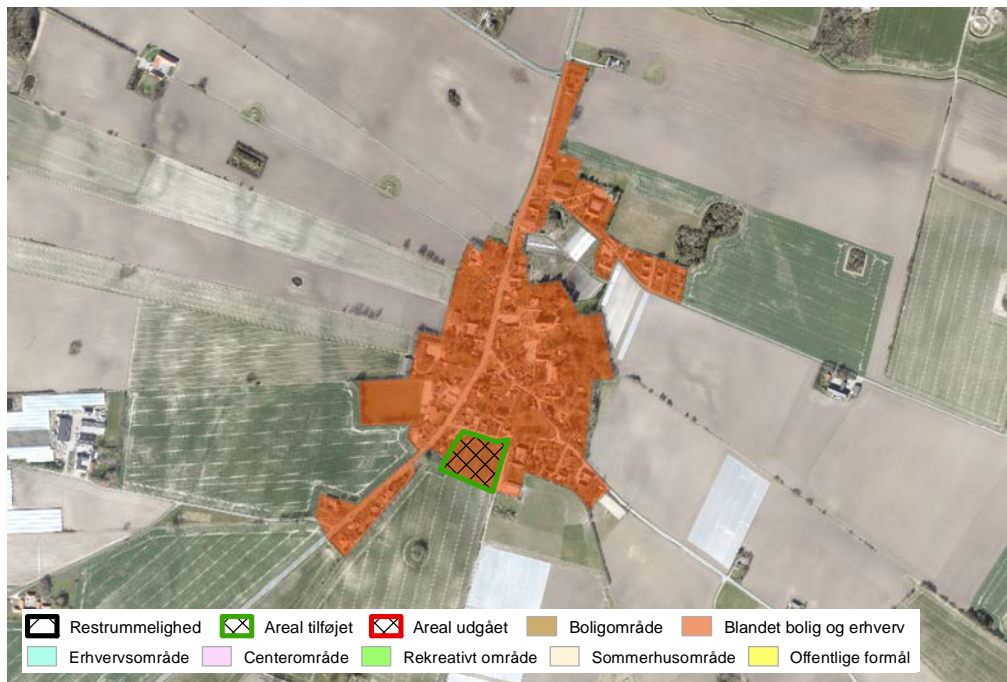 Restrummelighed Areal tilføjet Areal udgået Boligområde Blandet bolig og erhverv
Erhvervsområde Centerområde Rekreativt område Sommerhusområde Offentlige formål